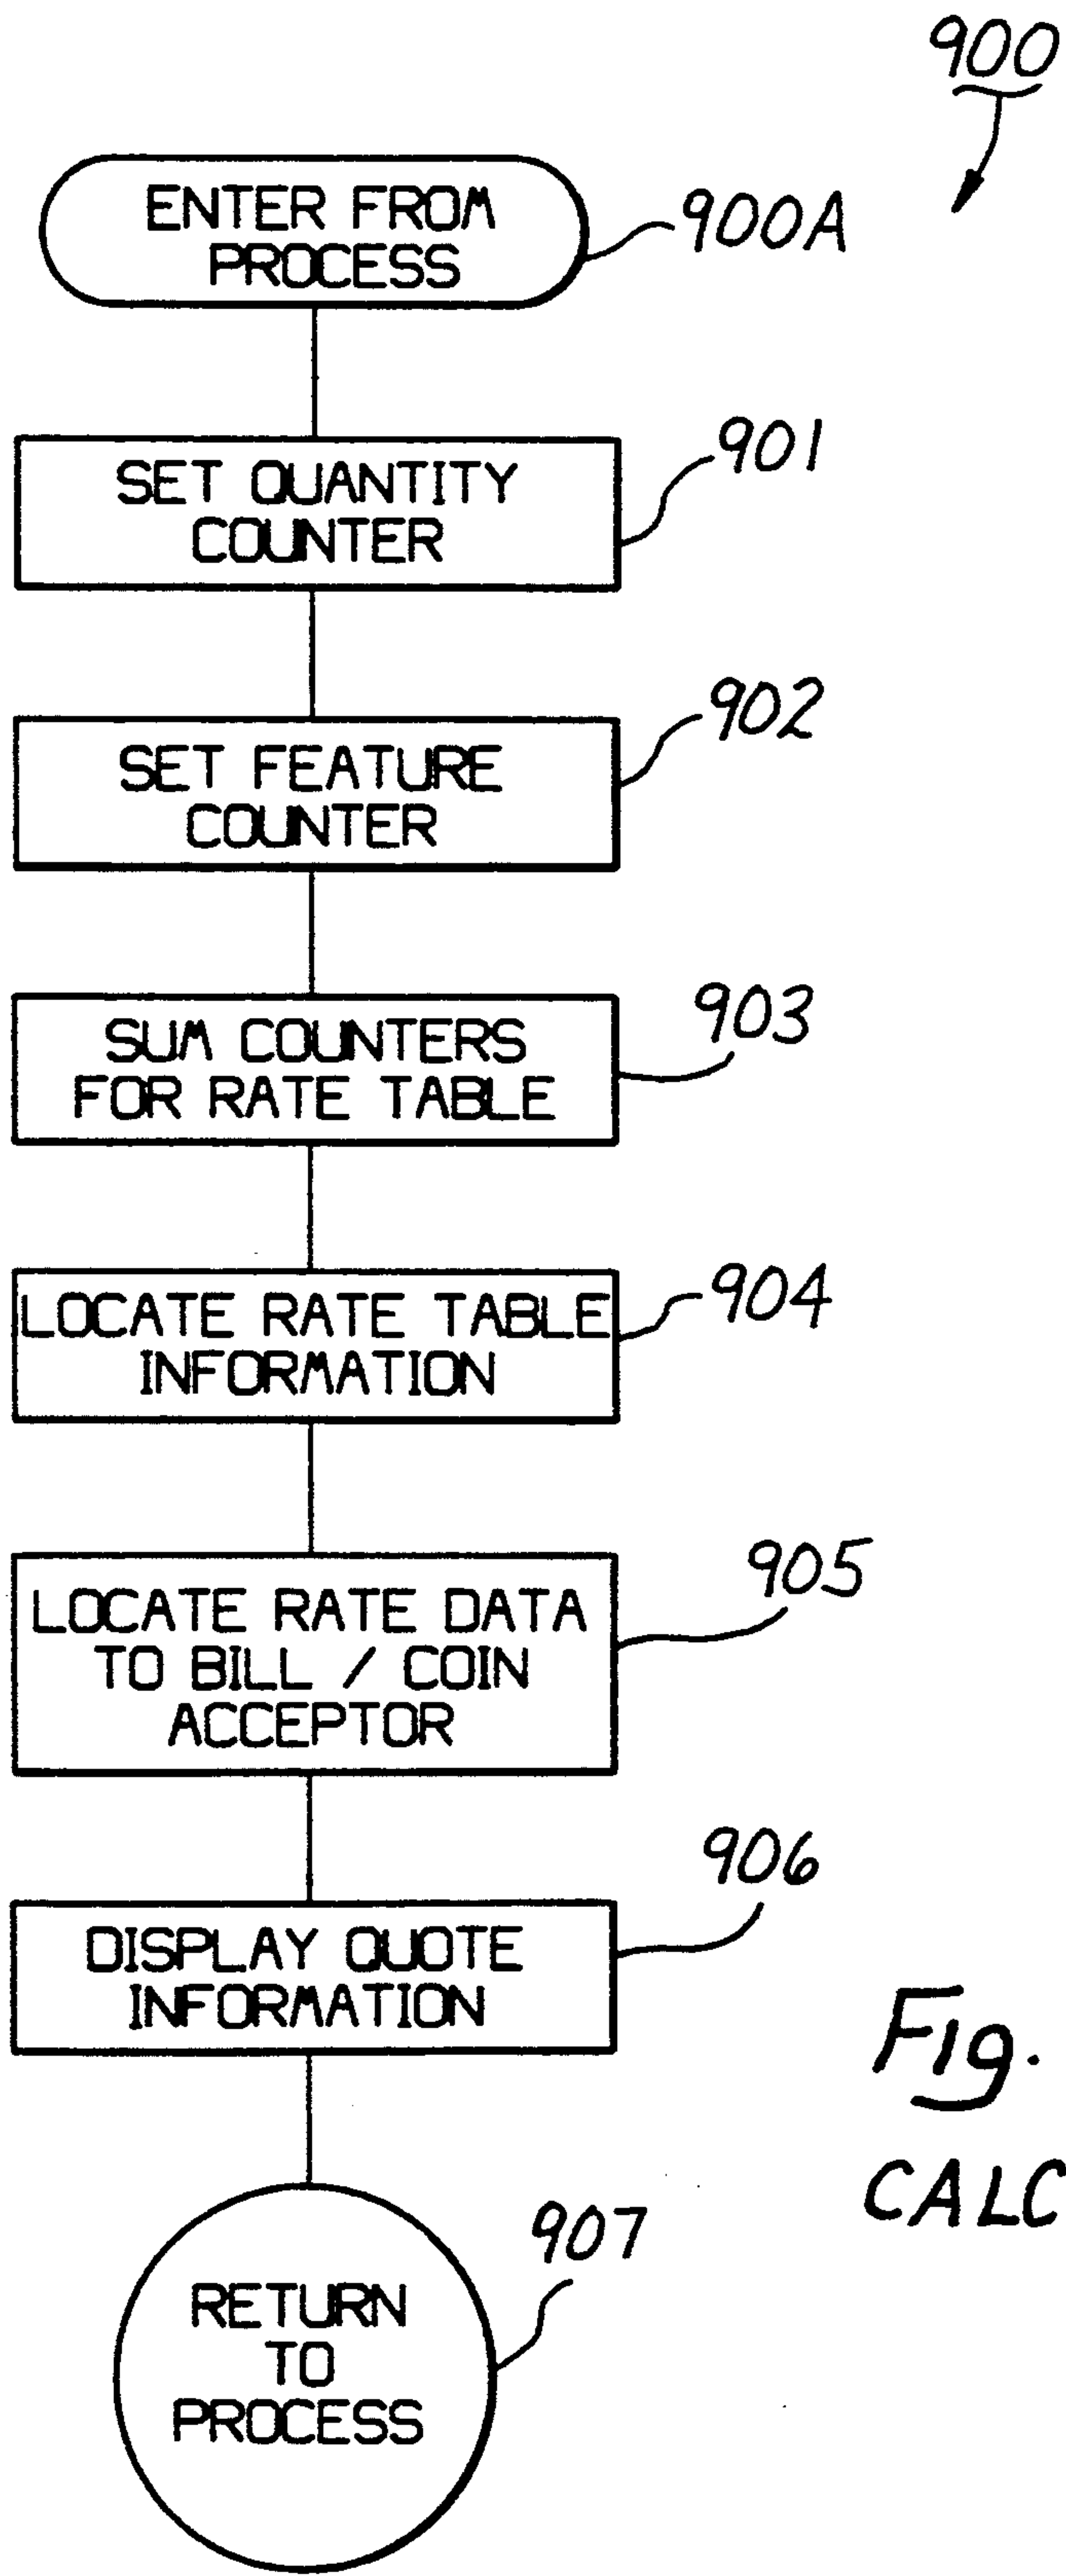 900
ENTER FROM
PROCESS
900A
SET QUANTITY
COUNTER
901
SET FEATURE
COUNTER
902
SUM COUNTERS
FOR RATE TABLE
903
LOCATE RATE TABLE
INFORMATION
904
LOCATE RATE DATA
TO BILL / COIN
ACCEPTOR
905
DISPLAY QUOTE
INFORMATION
906
RETURN
TO
PROCESS
907
Fig.
CALC